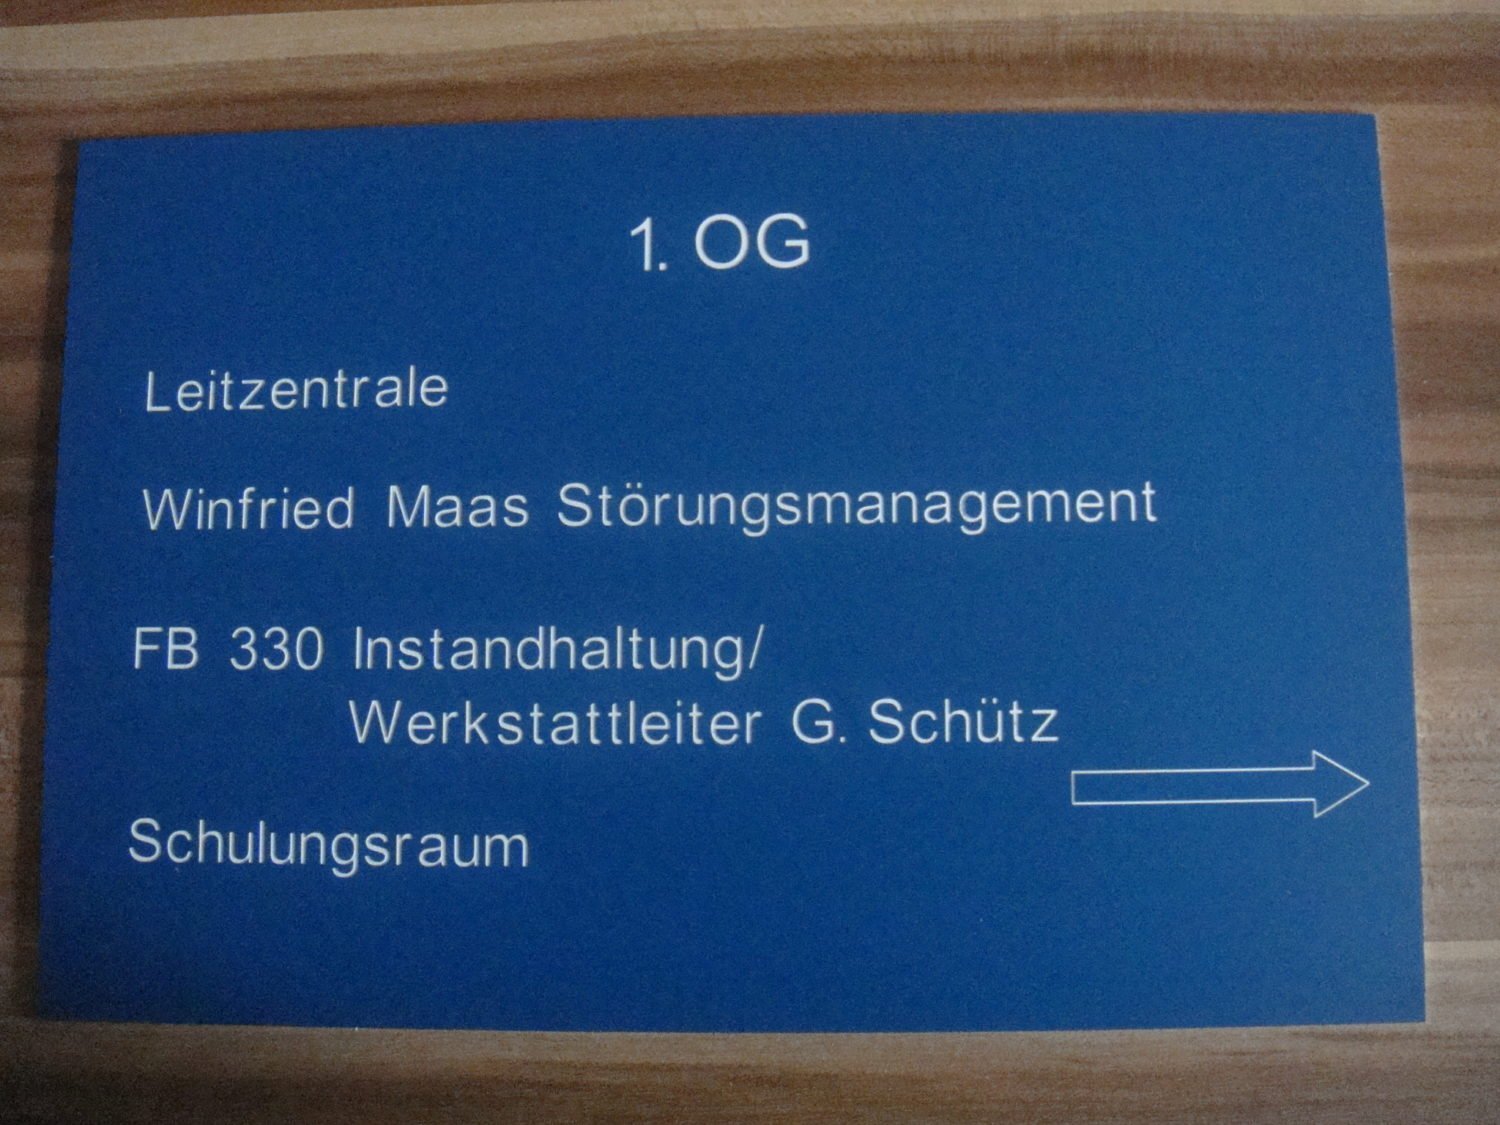 1. OG
Leitzentrale
Winfried Maas Störungsmanagement
FB 330 Instandhaltung/
Werkstattleiter G. Schütz
Schulungsraum